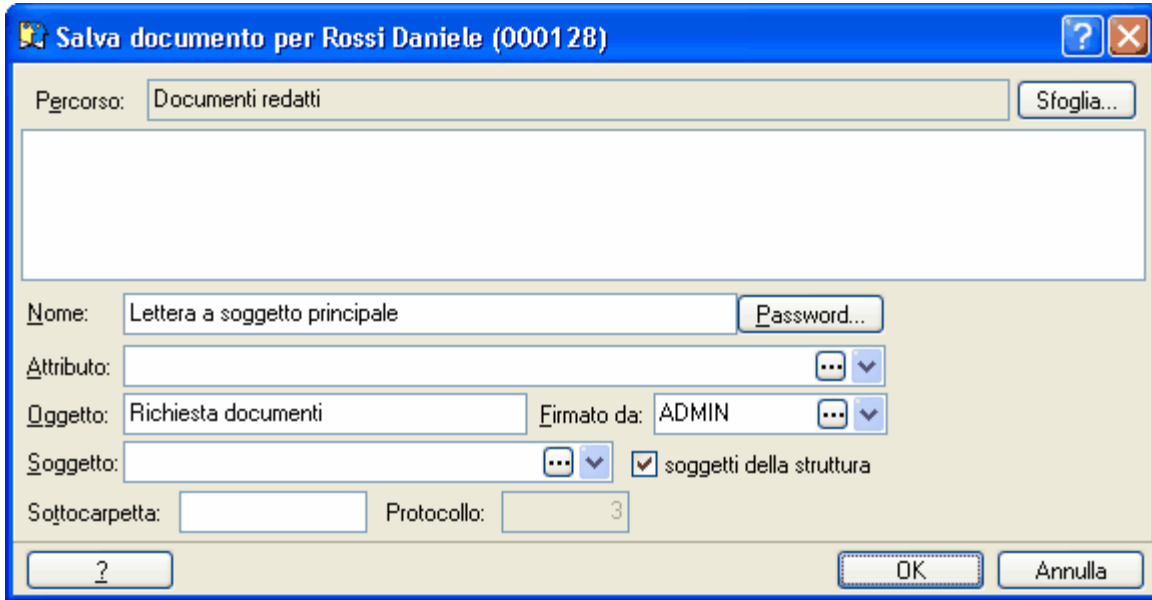 Salva documento per Rossi Daniele (000128)
Percorso: Documenti redatti Sfoglia...
Nome: Lettera a soggetto principale Password...
Attributo:
Oggetto: Richiesta documenti Firmato da: ADMIN
Soggetto: soggetti della struttura
Sottocarpetta: Protocollo: 3
? OK Annulla